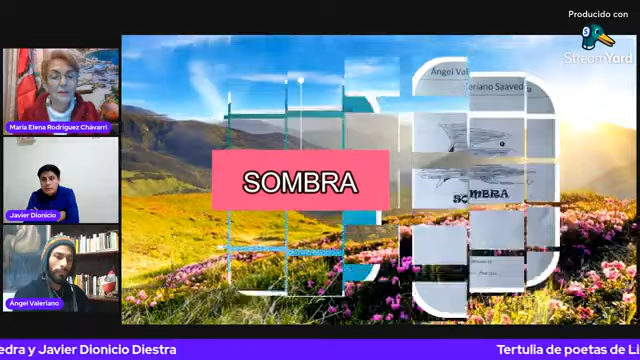 Producido con
StreamYard
María Elena Rodríguez Chávarri
Javier Dionicio
Ángel Valeriano
SOMBRA
Ángel Val
eriano Saaved
SOMBRA
edra y Javier Dionicio Diestra
Tertulia de poetas de Li